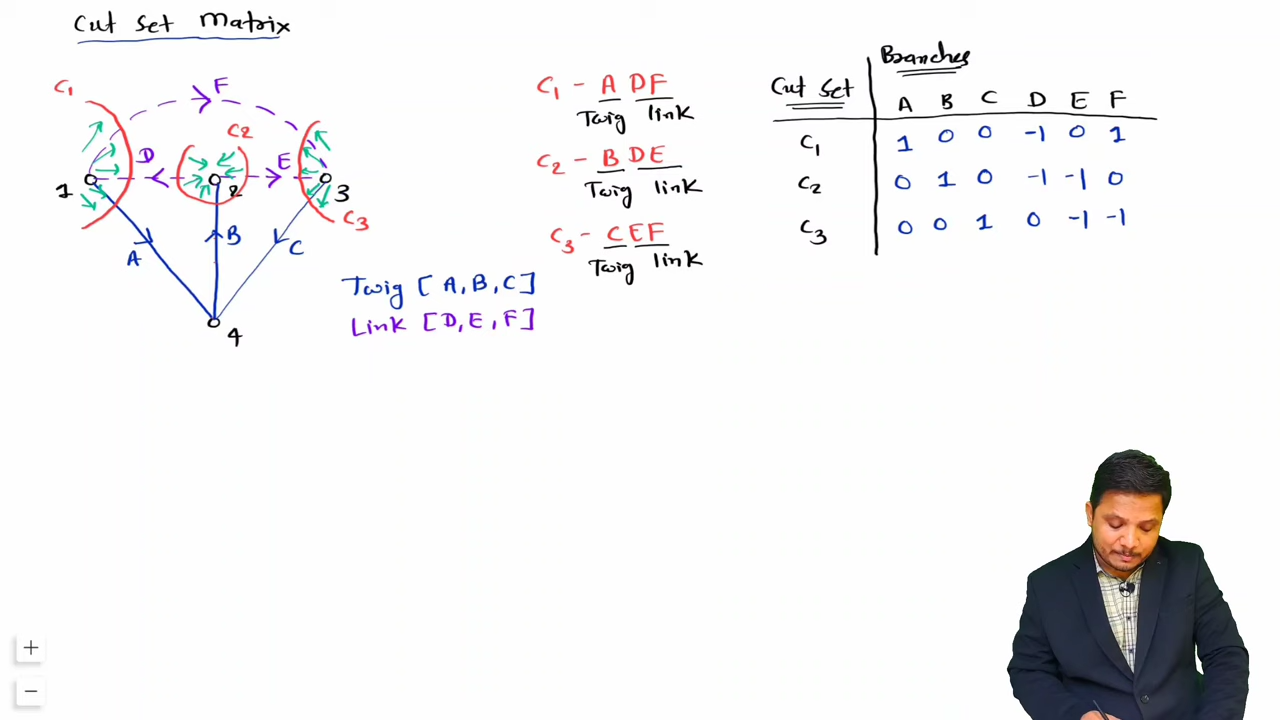 Cut Set Matrix
C1
F
D
C2
E
1
2
3
C3
A
B
C
4
Twig [A, B, C]
Link [D, E, F]
C1 - A DF
Twig link
C2 - B DE
Twig link
C3 - C EF
Twig link
Branches
Cut Set A B C D E F
C1 1 0 0 -1 0 1
C2 0 1 0 -1 -1 0
C3 0 0 1 0 -1 -1
+
−